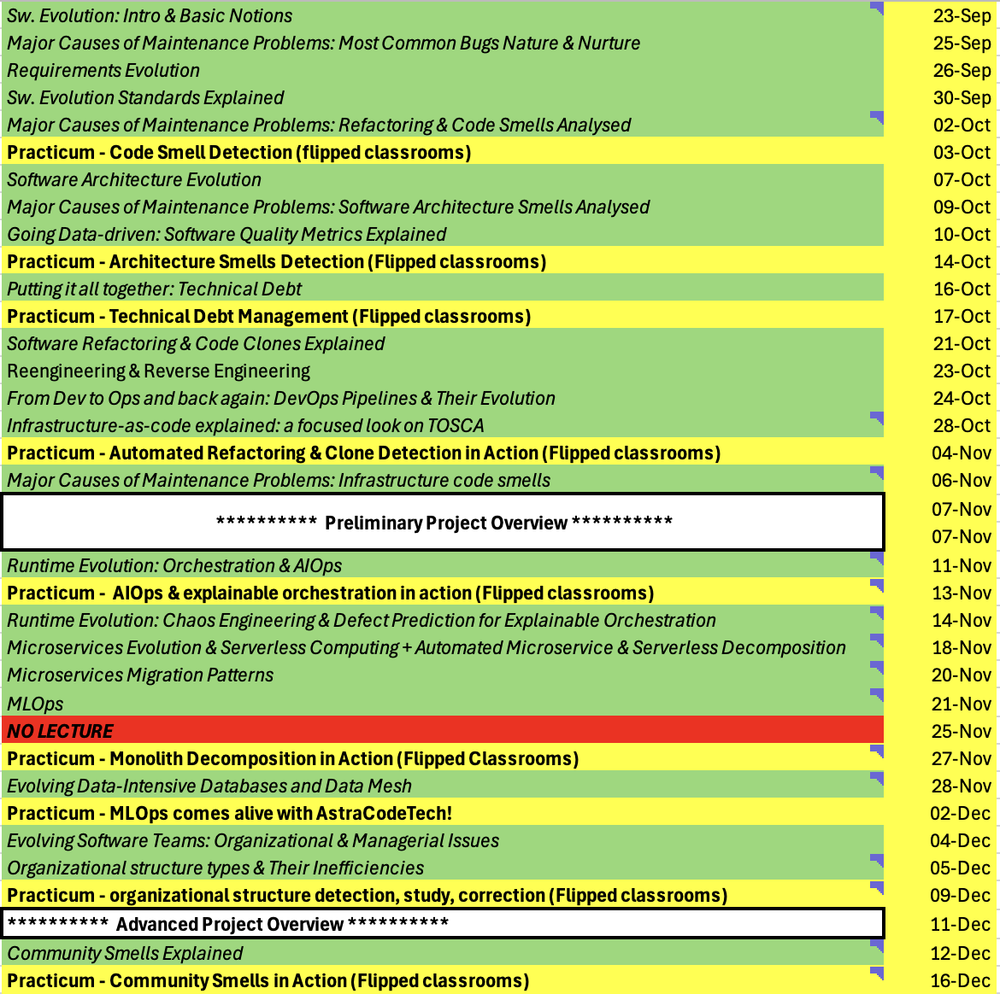 Sw. Evolution: Intro & Basic Notions 23-Sep
Major Causes of Maintenance Problems: Most Common Bugs Nature & Nurture 25-Sep
Requirements Evolution 26-Sep
Sw. Evolution Standards Explained 30-Sep
Major Causes of Maintenance Problems: Refactoring & Code Smells Analysed 02-Oct
Practicum - Code Smell Detection (flipped classrooms) 03-Oct
Software Architecture Evolution 07-Oct
Major Causes of Maintenance Problems: Software Architecture Smells Analysed 09-Oct
Going Data-driven: Software Quality Metrics Explained 10-Oct
Practicum - Architecture Smells Detection (Flipped classrooms) 14-Oct
Putting it all together: Technical Debt 16-Oct
Practicum - Technical Debt Management (Flipped classrooms) 17-Oct
Software Refactoring & Code Clones Explained 21-Oct
Reengineering & Reverse Engineering 23-Oct
From Dev to Ops and back again: DevOps Pipelines & Their Evolution 24-Oct
Infrastructure-as-code explained: a focused look on TOSCA 28-Oct
Practicum - Automated Refactoring & Clone Detection in Action (Flipped classrooms) 04-Nov
Major Causes of Maintenance Problems: Infrastructure code smells 06-Nov
********** Preliminary Project Overview ********** 07-Nov
07-Nov
Runtime Evolution: Orchestration & AIOps 11-Nov
Practicum - AIOps & explainable orchestration in action (Flipped classrooms) 13-Nov
Runtime Evolution: Chaos Engineering & Defect Prediction for Explainable Orchestration 14-Nov
Microservices Evolution & Serverless Computing + Automated Microservice & Serverless Decomposition 18-Nov
Microservices Migration Patterns 20-Nov
MLOps 21-Nov
NO LECTURE 25-Nov
Practicum - Monolith Decomposition in Action (Flipped Classrooms) 27-Nov
Evolving Data-Intensive Databases and Data Mesh 28-Nov
Practicum - MLOps comes alive with AstraCodeTech! 02-Dec
Evolving Software Teams: Organizational & Managerial Issues 04-Dec
Organizational structure types & Their Inefficiencies 05-Dec
Practicum - organizational structure detection, study, correction (Flipped classrooms) 09-Dec
********** Advanced Project Overview ********** 11-Dec
Community Smells Explained 12-Dec
Practicum - Community Smells in Action (Flipped classrooms) 16-Dec